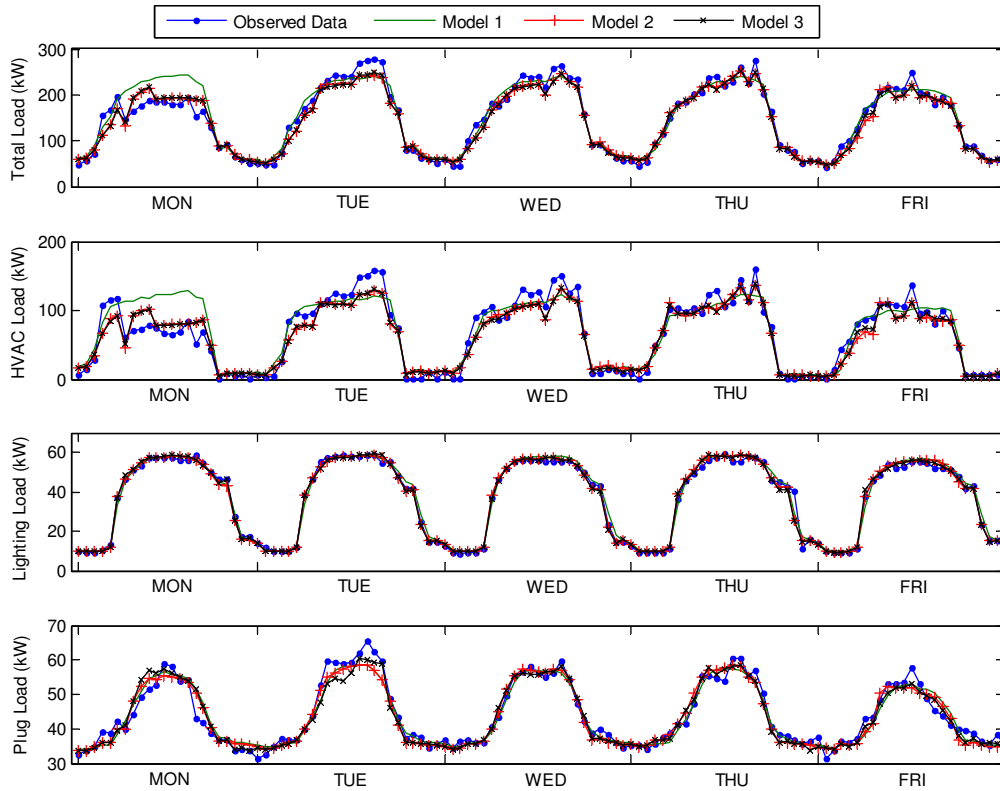 Observed Data Model 1 Model 2 Model 3
Total Load (kW)
300
200
100
0
MON TUE WED THU FRI
HVAC Load (kW)
200
100
0
MON TUE WED THU FRI
Lighting Load (kW)
60
40
20
0
MON TUE WED THU FRI
Plug Load (kW)
70
60
50
40
30
MON TUE WED THU FRI